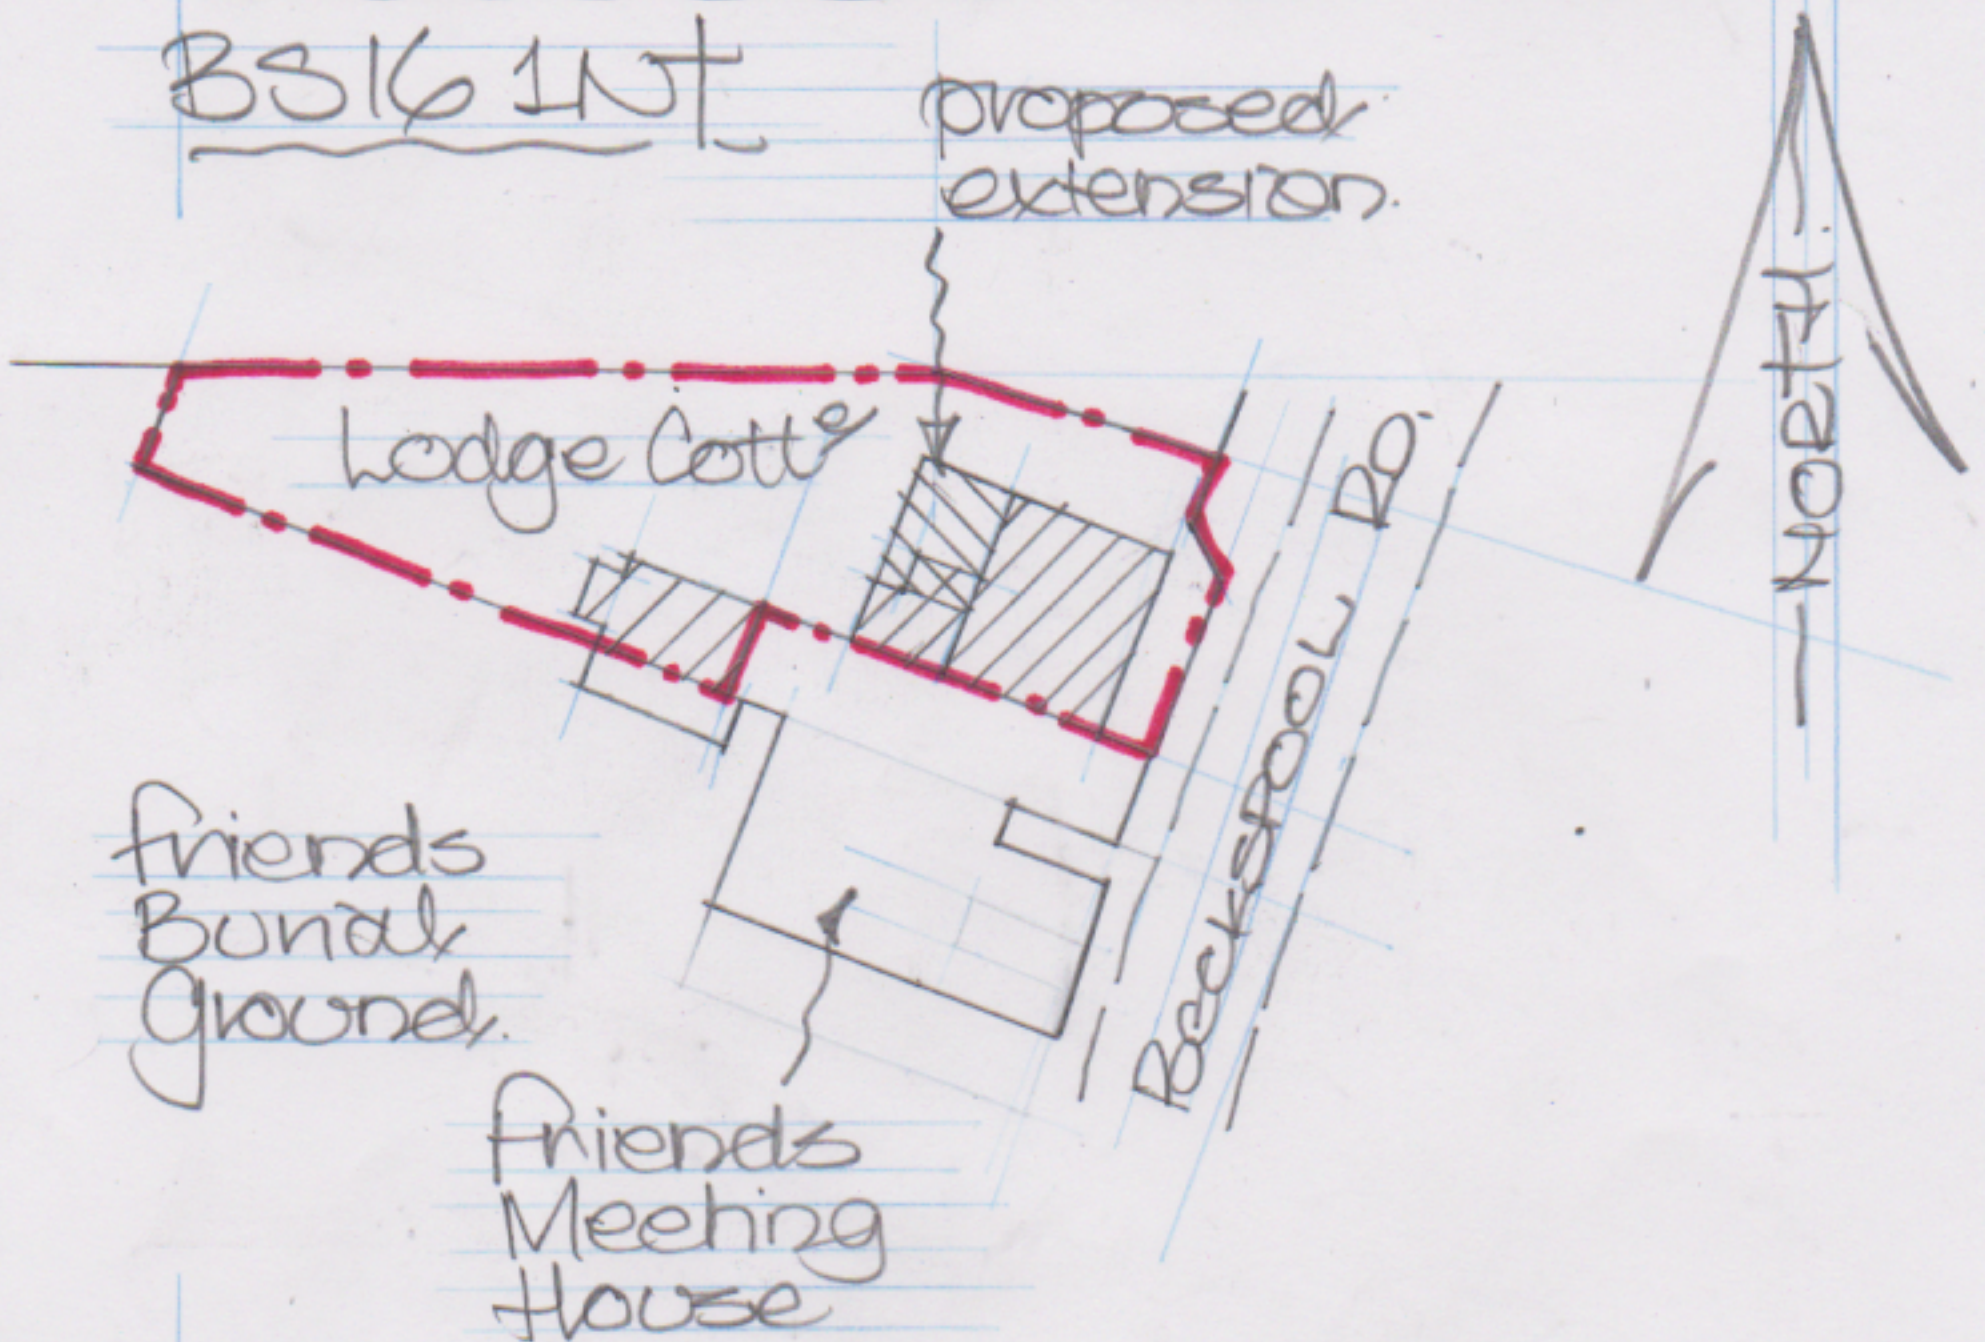 BS16 1NT
proposed
extension.
NORTH.
Lodge Cottᵉ
BECKSPOOL RD.
Friends
Burial
Ground.
Friends
Meeting
House